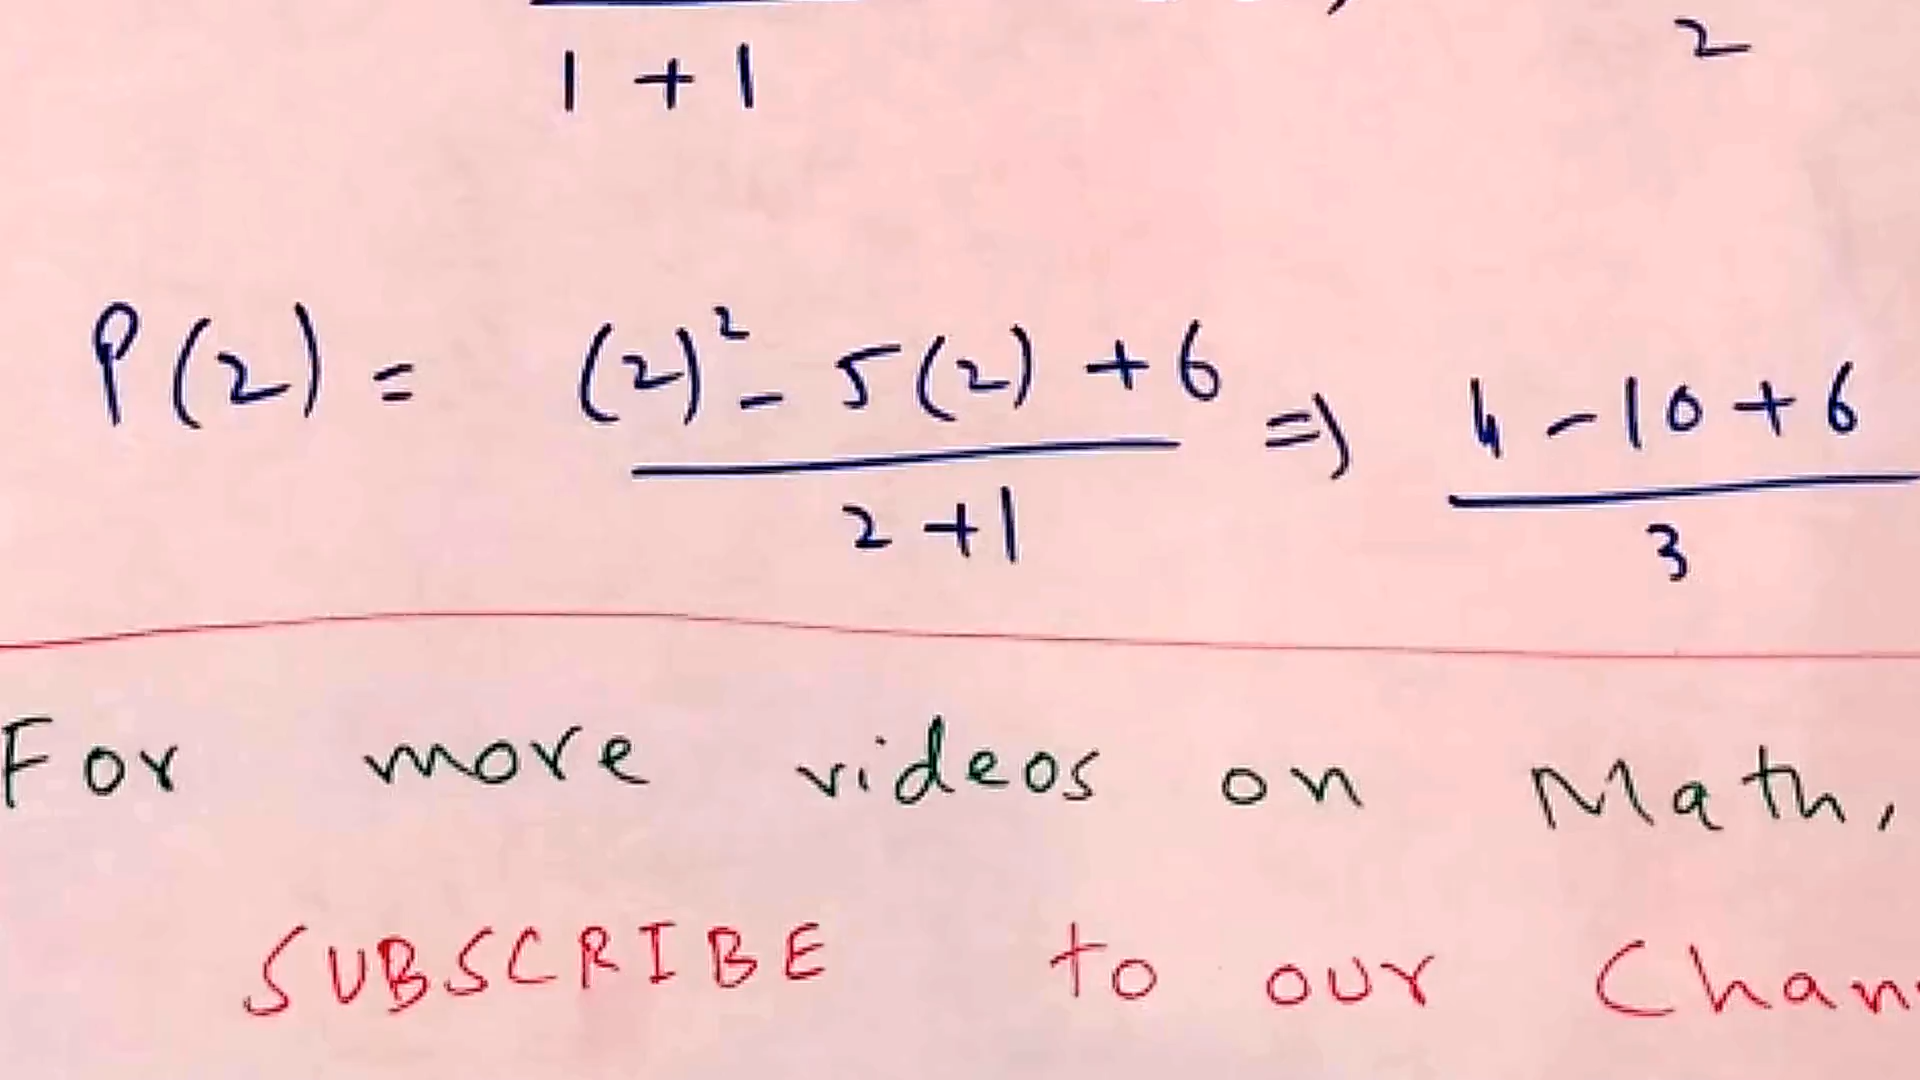 1 + 1
2
P(2) = (2)² - 5(2) + 6 => 4 - 10 + 6
2 + 1
3
For more videos on Math,
SUBSCRIBE to our Chan